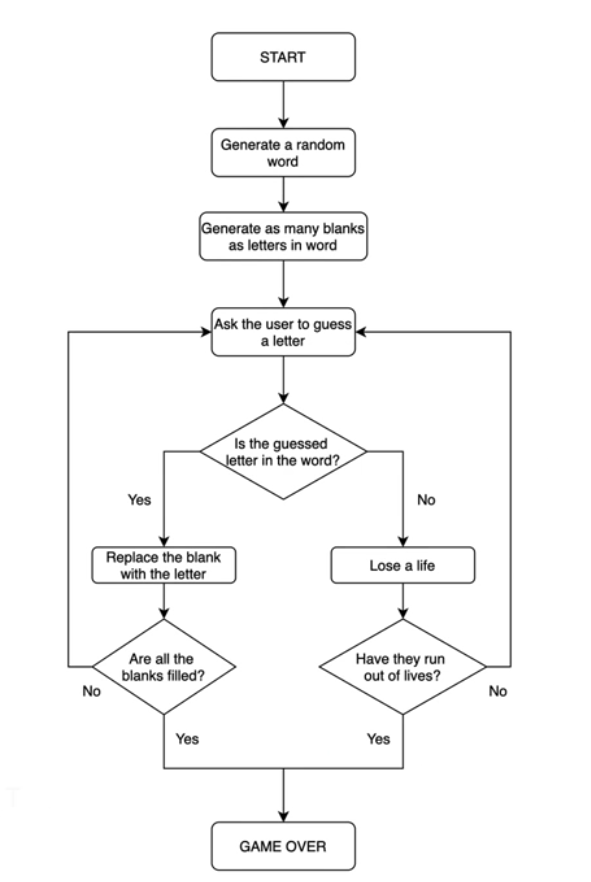 START
Generate a random
word
Generate as many blanks
as letters in word
Ask the user to guess
a letter
Is the guessed
letter in the word?
Yes
No
Replace the blank
with the letter
Lose a life
Are all the
blanks filled?
Have they run
out of lives?
No
No
Yes
Yes
GAME OVER